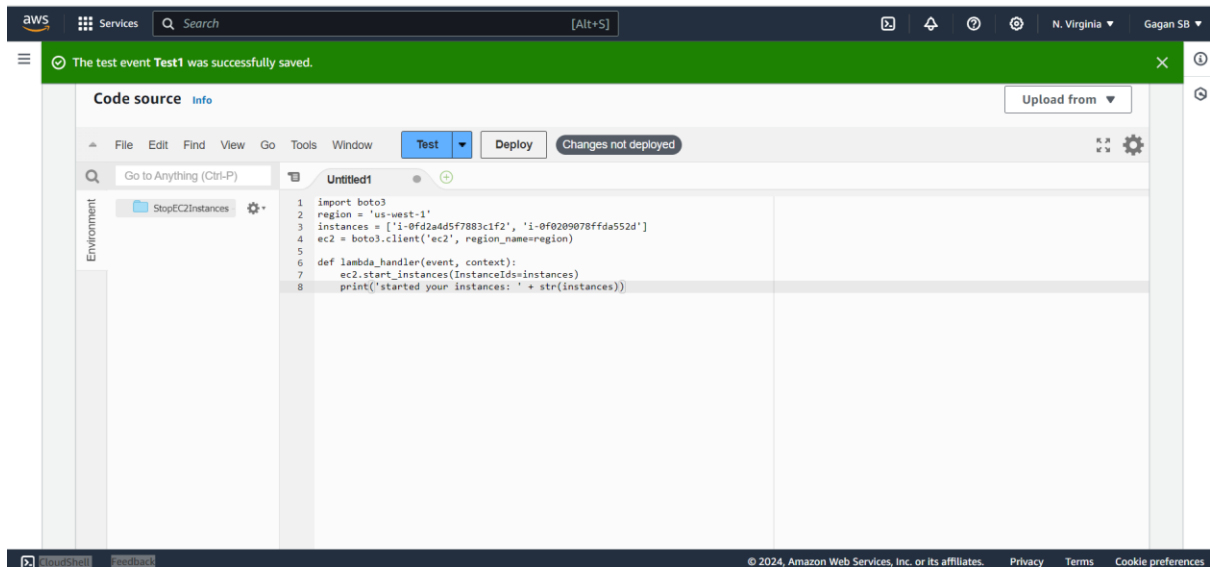 aws Services Search [Alt+S] N. Virginia ▼ Gagan SB ▼
The test event Test1 was successfully saved.
Code source Info Upload from ▼
File Edit Find View Go Tools Window Test Deploy Changes not deployed
Go to Anything (Ctrl-P) Untitled1
Environment
StopEC2Instances
1 import boto3
2 region = 'us-west-1'
3 instances = ['i-0fd2a4d5f7883c1f2', 'i-0f0209078ffda552d']
4 ec2 = boto3.client('ec2', region_name=region)
5
6 def lambda_handler(event, context):
7     ec2.start_instances(InstanceIds=instances)
8     print('started your instances: ' + str(instances))
CloudShell Feedback © 2024, Amazon Web Services, Inc. or its affiliates. Privacy Terms Cookie preferences